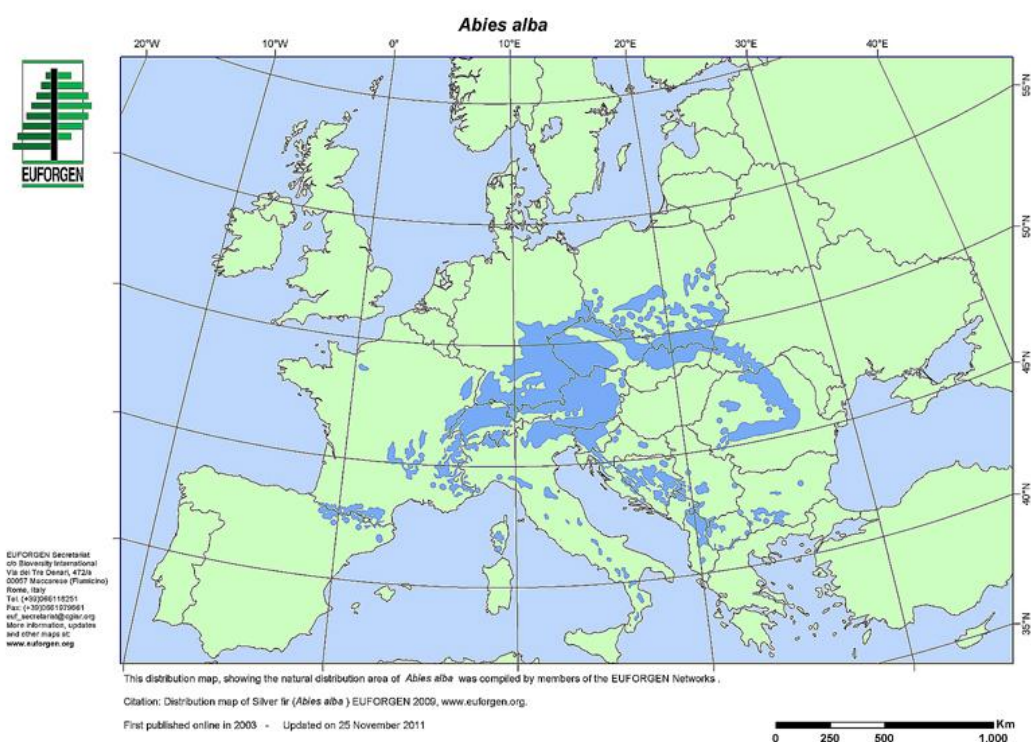 Abies alba
20°W 10°W 0° 10°E 20°E 30°E 40°E
55°N
50°N
45°N
40°N
35°N
EUFORGEN
EUFORGEN Secretariat
c/o Bioversity International
Via dei Tre Denari, 472/a
00057 Maccarese (Fiumicino)
Rome, Italy
Tel. (+39)066118251
Fax: (+39)0661979661
euf_secretariat@cgiar.org
More information, updates
and other maps at:
www.euforgen.org
This distribution map, showing the natural distribution area of Abies alba was compiled by members of the EUFORGEN Networks .
Citation: Distribution map of Silver fir (Abies alba ) EUFORGEN 2009, www.euforgen.org.
First published online in 2003 - Updated on 25 November 2011
Km
0 250 500 1.000